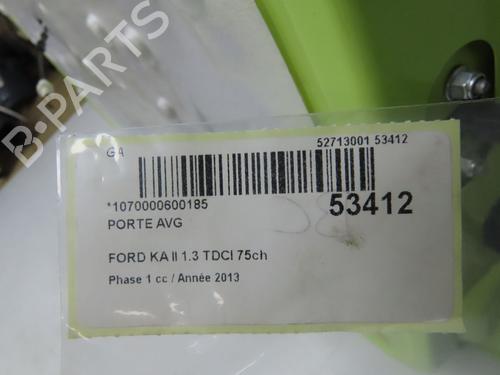 B-PARTS
GA 52713001 53412
*1070000600185 53412
PORTE AVG
FORD KA II 1.3 TDCI 75ch
Phase 1 cc / Année 2013